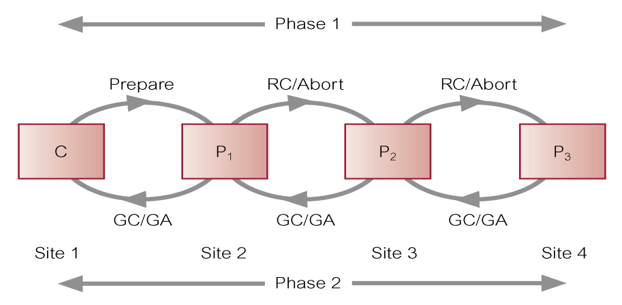 Phase 1
Prepare RC/Abort RC/Abort
C P₁ P₂ P₃
GC/GA GC/GA GC/GA
Site 1 Site 2 Site 3 Site 4
Phase 2